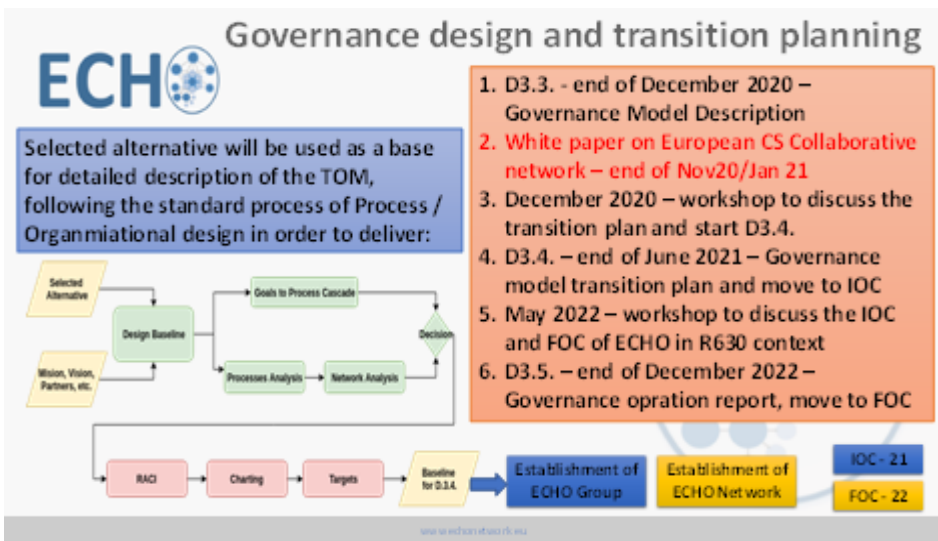 Governance design and transition planning
ECHO
Selected alternative will be used as a base
for detailed description of the TOM,
following the standard process of Process /
Organmiational design in order to deliver:
1. D3.3. - end of December 2020 –
Governance Model Description
2. White paper on European CS Collaborative
network – end of Nov20/Jan 21
3. December 2020 – workshop to discuss the
transition plan and start D3.4.
4. D3.4. – end of June 2021 – Governance
model transition plan and move to IOC
5. May 2022 – workshop to discuss the IOC
and FOC of ECHO in R630 context
6. D3.5. – end of December 2022 –
Governance opration report, move to FOC
Selected
Alternative
Mision, Vision,
Partners, etc.
Design Baseline
Goals to Process Cascade
Processes Analysis
Network Analysis
Decision
RACI
Charting
Targets
Baseline
for D.3.4.
Establishment of
ECHO Group
Establishment of
ECHO Network
IOC - 21
FOC - 22
www.echonetwork.eu